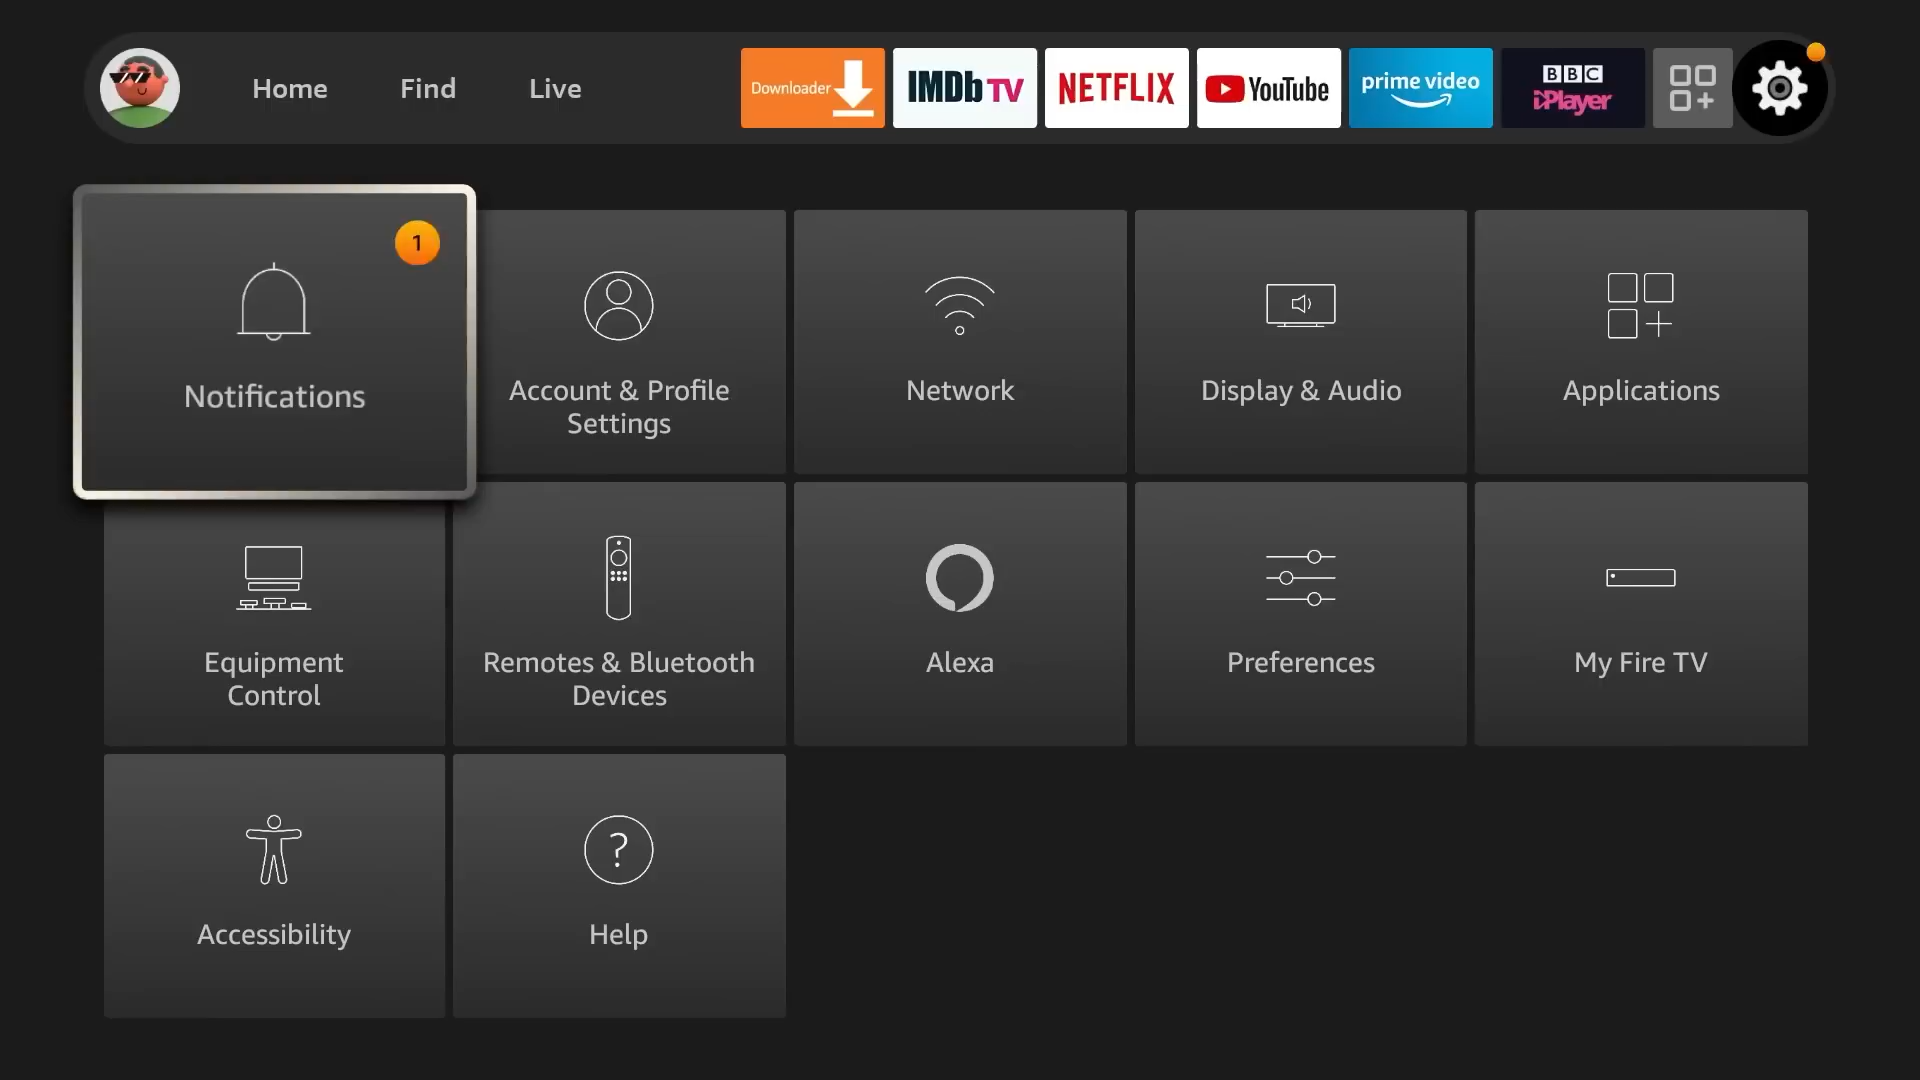 Home Find Live Downloader IMDb TV NETFLIX YouTube prime video BBC iPlayer
1
Notifications
Account & Profile
Settings
Network
Display & Audio
Applications
Equipment
Control
Remotes & Bluetooth
Devices
Alexa
Preferences
My Fire TV
Accessibility
?
Help